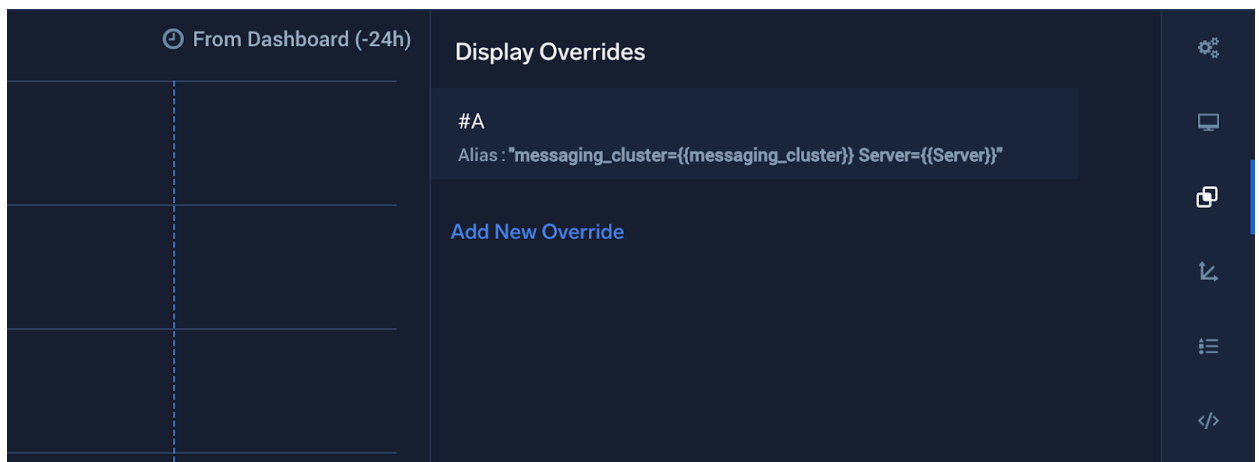 From Dashboard (-24h)
Display Overrides
#A
Alias : "messaging_cluster={{messaging_cluster}} Server={{Server}}"
Add New Override